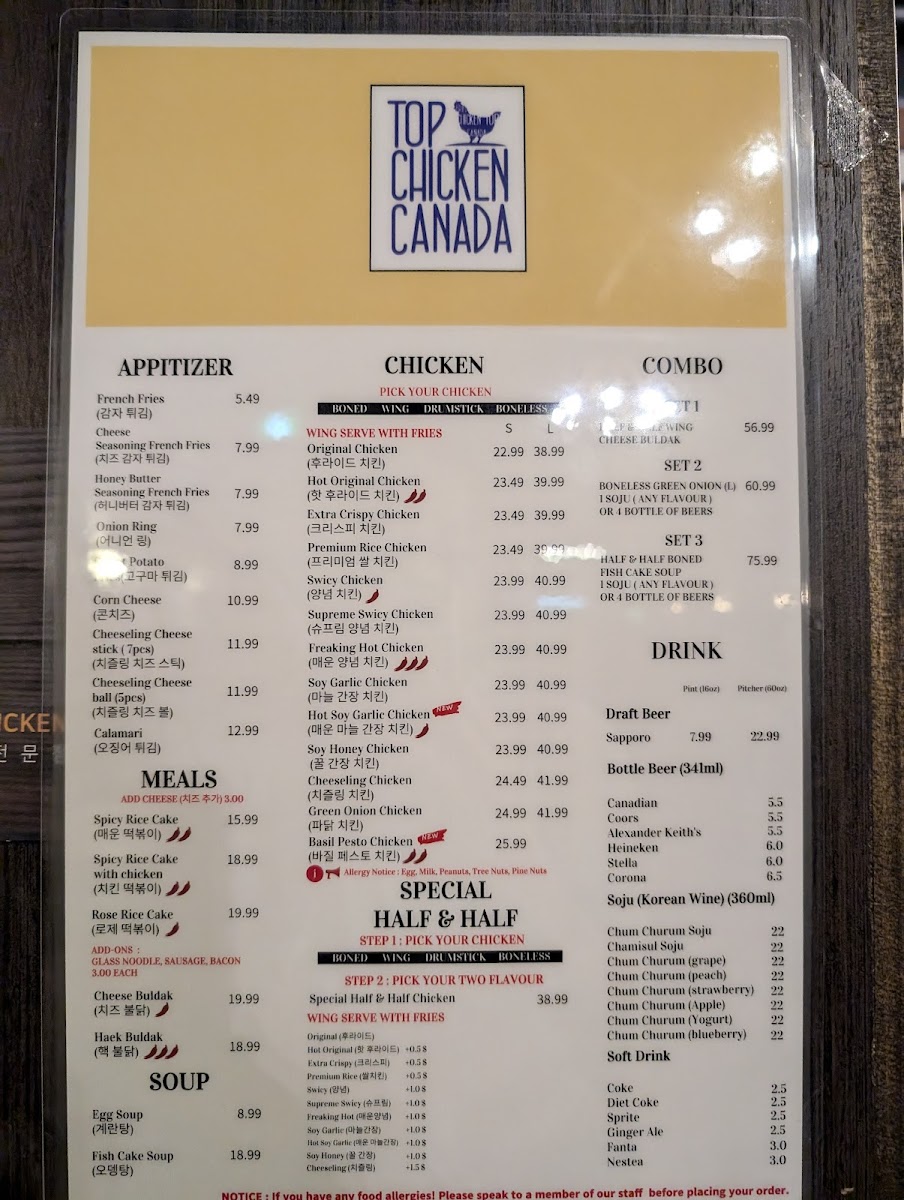 TOP
CHICKEN
CANADA
APPITIZER
French Fries 5.49
(감자 튀김)
Cheese
Seasoning French Fries 7.99
(치즈 감자 튀김)
Honey Butter
Seasoning French Fries 7.99
(허니버터 감자 튀김)
Onion Ring 7.99
(어니언 링)
Potato 8.99
고구마 튀김)
Corn Cheese 10.99
(콘치즈)
Cheeseling Cheese
stick ( 7pcs) 11.99
(치즐링 치즈 스틱)
Cheeseling Cheese
ball (5pcs) 11.99
(치즐링 치즈 볼)
Calamari 12.99
(오징어 튀김)
MEALS
ADD CHEESE (치즈 추가) 3.00
Spicy Rice Cake 15.99
(매운 떡볶이)
Spicy Rice Cake 18.99
with chicken
(치킨 떡볶이)
Rose Rice Cake 19.99
(로제 떡볶이)
ADD-ONS :
GLASS NOODLE, SAUSAGE, BACON
3.00 EACH
Cheese Buldak 19.99
(치즈 불닭)
Haek Buldak 18.99
(핵 불닭)
SOUP
Egg Soup 8.99
(계란탕)
Fish Cake Soup 18.99
(오뎅탕)
CHICKEN
PICK YOUR CHICKEN
BONED WING DRUMSTICK BONELESS
WING SERVE WITH FRIES S L
Original Chicken 22.99 38.99
(후라이드 치킨)
Hot Original Chicken 23.49 39.99
(핫 후라이드 치킨)
Extra Crispy Chicken 23.49 39.99
(크리스피 치킨)
Premium Rice Chicken 23.49 39.99
(프리미엄 쌀 치킨)
Swicy Chicken 23.99 40.99
(양념 치킨)
Supreme Swicy Chicken 23.99 40.99
(슈프림 양념 치킨)
Freaking Hot Chicken 23.99 40.99
(매운 양념 치킨)
Soy Garlic Chicken 23.99 40.99
(마늘 간장 치킨)
Hot Soy Garlic Chicken NEW 23.99 40.99
(매운 마늘 간장 치킨)
Soy Honey Chicken 23.99 40.99
(꿀 간장 치킨)
Cheeseling Chicken 24.49 41.99
(치즐링 치킨)
Green Onion Chicken 24.99 41.99
(파닭 치킨)
Basil Pesto Chicken NEW 25.99
(바질 페스토 치킨)
Allergy Notice : Egg, Milk, Peanuts, Tree Nuts, Pine Nuts
SPECIAL
HALF & HALF
STEP 1 : PICK YOUR CHICKEN
BONED WING DRUMSTICK BONELESS
STEP 2 : PICK YOUR TWO FLAVOUR
Special Half & Half Chicken 38.99
WING SERVE WITH FRIES
Original (후라이드)
Hot Original (핫 후라이드) +0.5 $
Extra Crispy (크리스피) +0.5 $
Premium Rice (쌀치킨) +0.5 $
Swicy (양념) +1.0 $
Supreme Swicy (슈프림) +1.0 $
Freaking Hot (매운양념) +1.0 $
Soy Garlic (마늘간장) +1.0 $
Hot Soy Garlic (매운 마늘간장) +1.0 $
Soy Honey (꿀 간장) +1.0 $
Cheeseling (치즐링) +1.5 $
COMBO
1
WING 56.99
CHEESE BULDAK
SET 2
BONELESS GREEN ONION (L) 60.99
1 SOJU ( ANY FLAVOUR )
OR 4 BOTTLE OF BEERS
SET 3
HALF & HALF BONED 75.99
FISH CAKE SOUP
1 SOJU ( ANY FLAVOUR )
OR 4 BOTTLE OF BEERS
DRINK
Pint (16oz) Pitcher (60oz)
Draft Beer
Sapporo 7.99 22.99
Bottle Beer (341ml)
Canadian 5.5
Coors 5.5
Alexander Keith's 5.5
Heineken 6.0
Stella 6.0
Corona 6.5
Soju (Korean Wine) (360ml)
Chum Churum Soju 22
Chamisul Soju 22
Chum Churum (grape) 22
Chum Churum (peach) 22
Chum Churum (strawberry) 22
Chum Churum (Apple) 22
Chum Churum (Yogurt) 22
Chum Churum (blueberry) 22
Soft Drink
Coke 2.5
Diet Coke 2.5
Sprite 2.5
Ginger Ale 2.5
Fanta 3.0
Nestea 3.0
NOTICE : If you have any food allergies! Please speak to a member of our staff before placing your order.